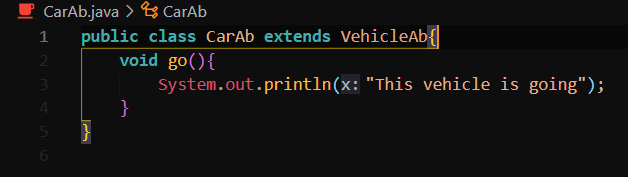 CarAb.java > CarAb
1 public class CarAb extends VehicleAb{
2 void go(){
3 System.out.println(x:"This vehicle is going");
4 }
5 }
6